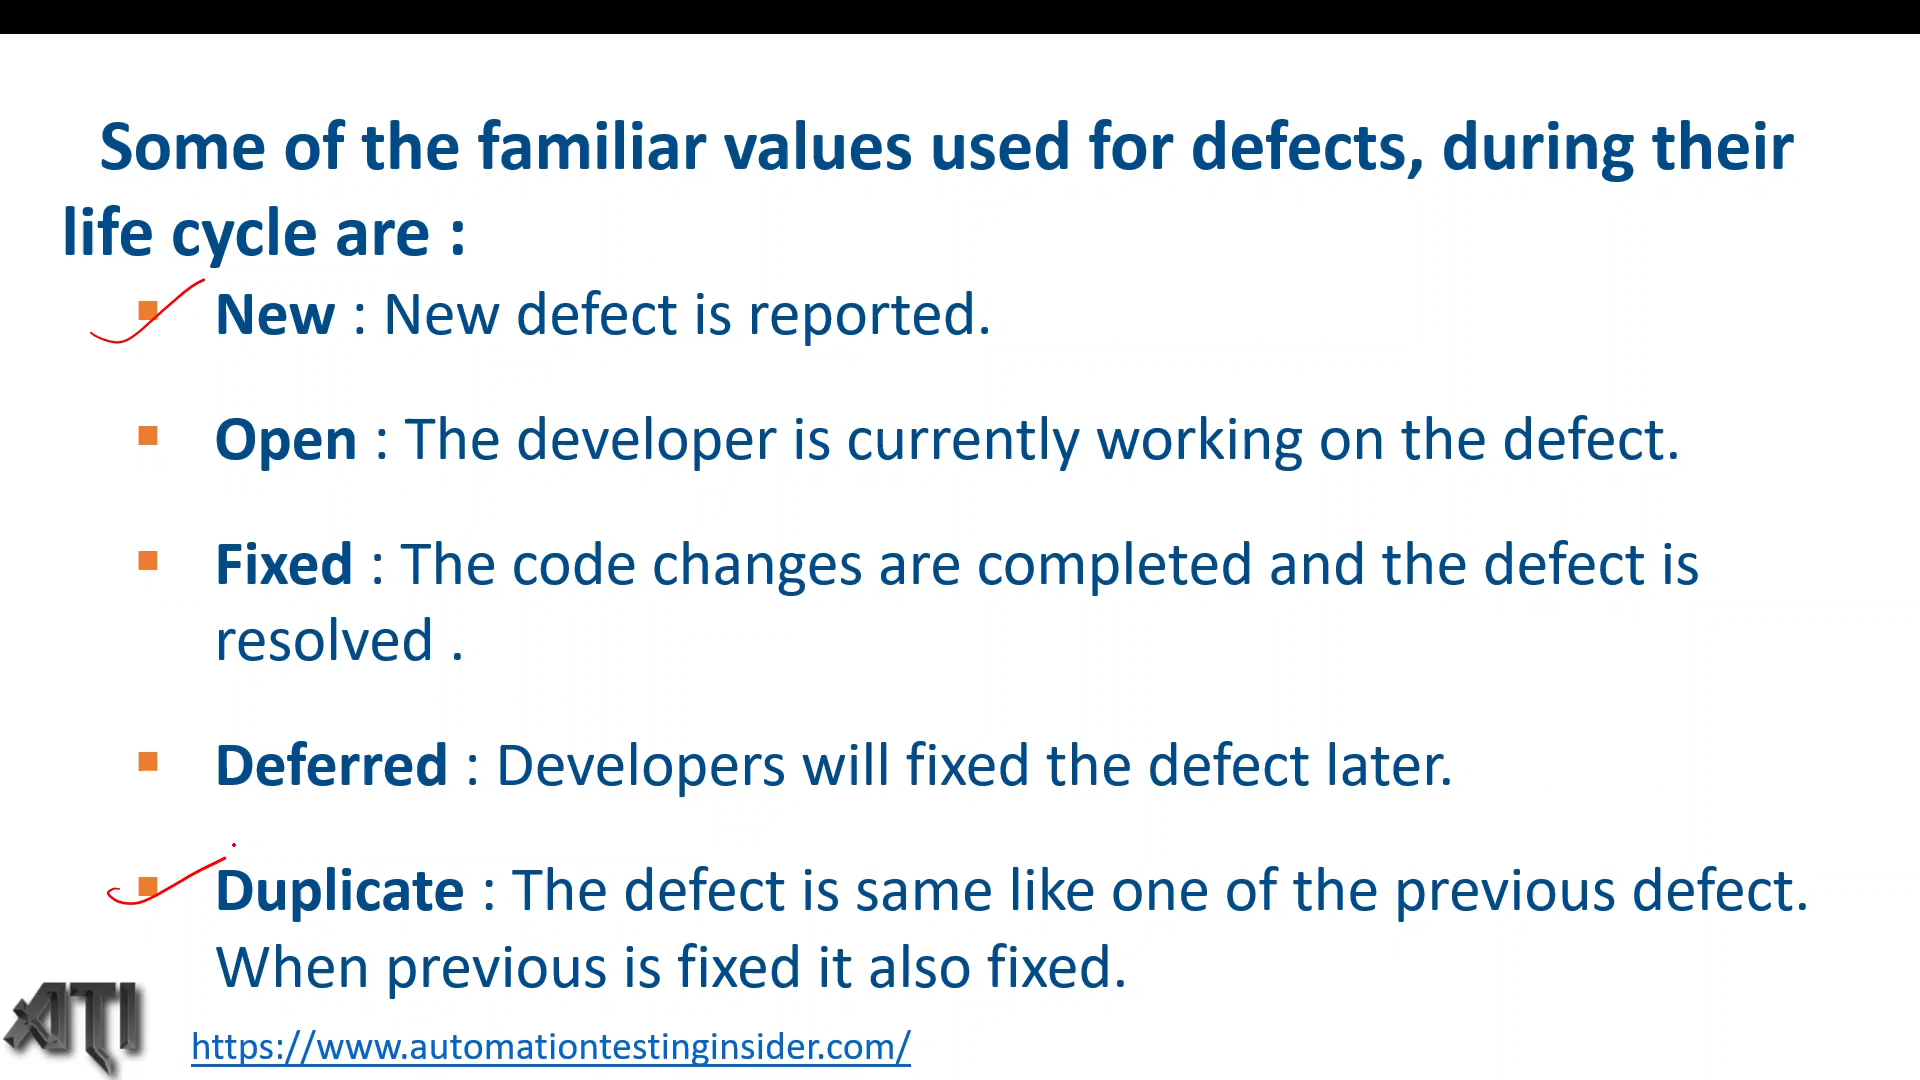 Some of the familiar values used for defects, during their
life cycle are :
▪ New : New defect is reported.
▪ Open : The developer is currently working on the defect.
▪ Fixed : The code changes are completed and the defect is
resolved .
▪ Deferred : Developers will fixed the defect later.
▪ Duplicate : The defect is same like one of the previous defect.
When previous is fixed it also fixed.
ATI
https://www.automationtestinginsider.com/